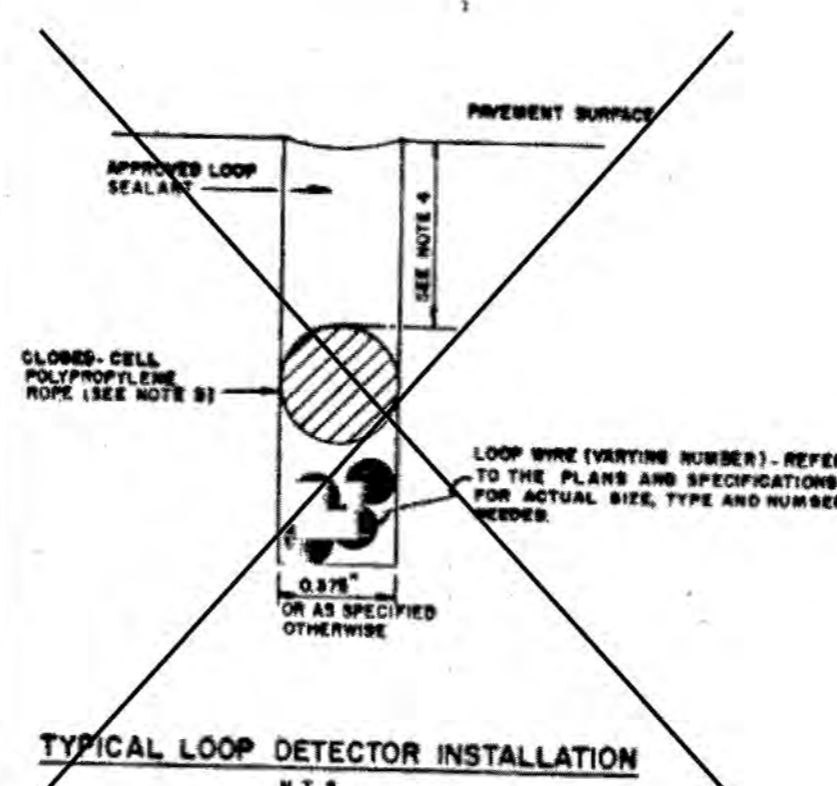 PAVEMENT SURFACE
APPROVED LOOP
SEALANT
SEE NOTE 4
CLOSED-CELL
POLYPROPYLENE
ROPE (SEE NOTE 5)
LOOP WIRE (VARYING NUMBER) - REFER
TO THE PLANS AND SPECIFICATIONS
FOR ACTUAL SIZE, TYPE AND NUMBER
NEEDED.
0.375"
OR AS SPECIFIED
OTHERWISE
TYPICAL LOOP DETECTOR INSTALLATION
N.T.S.